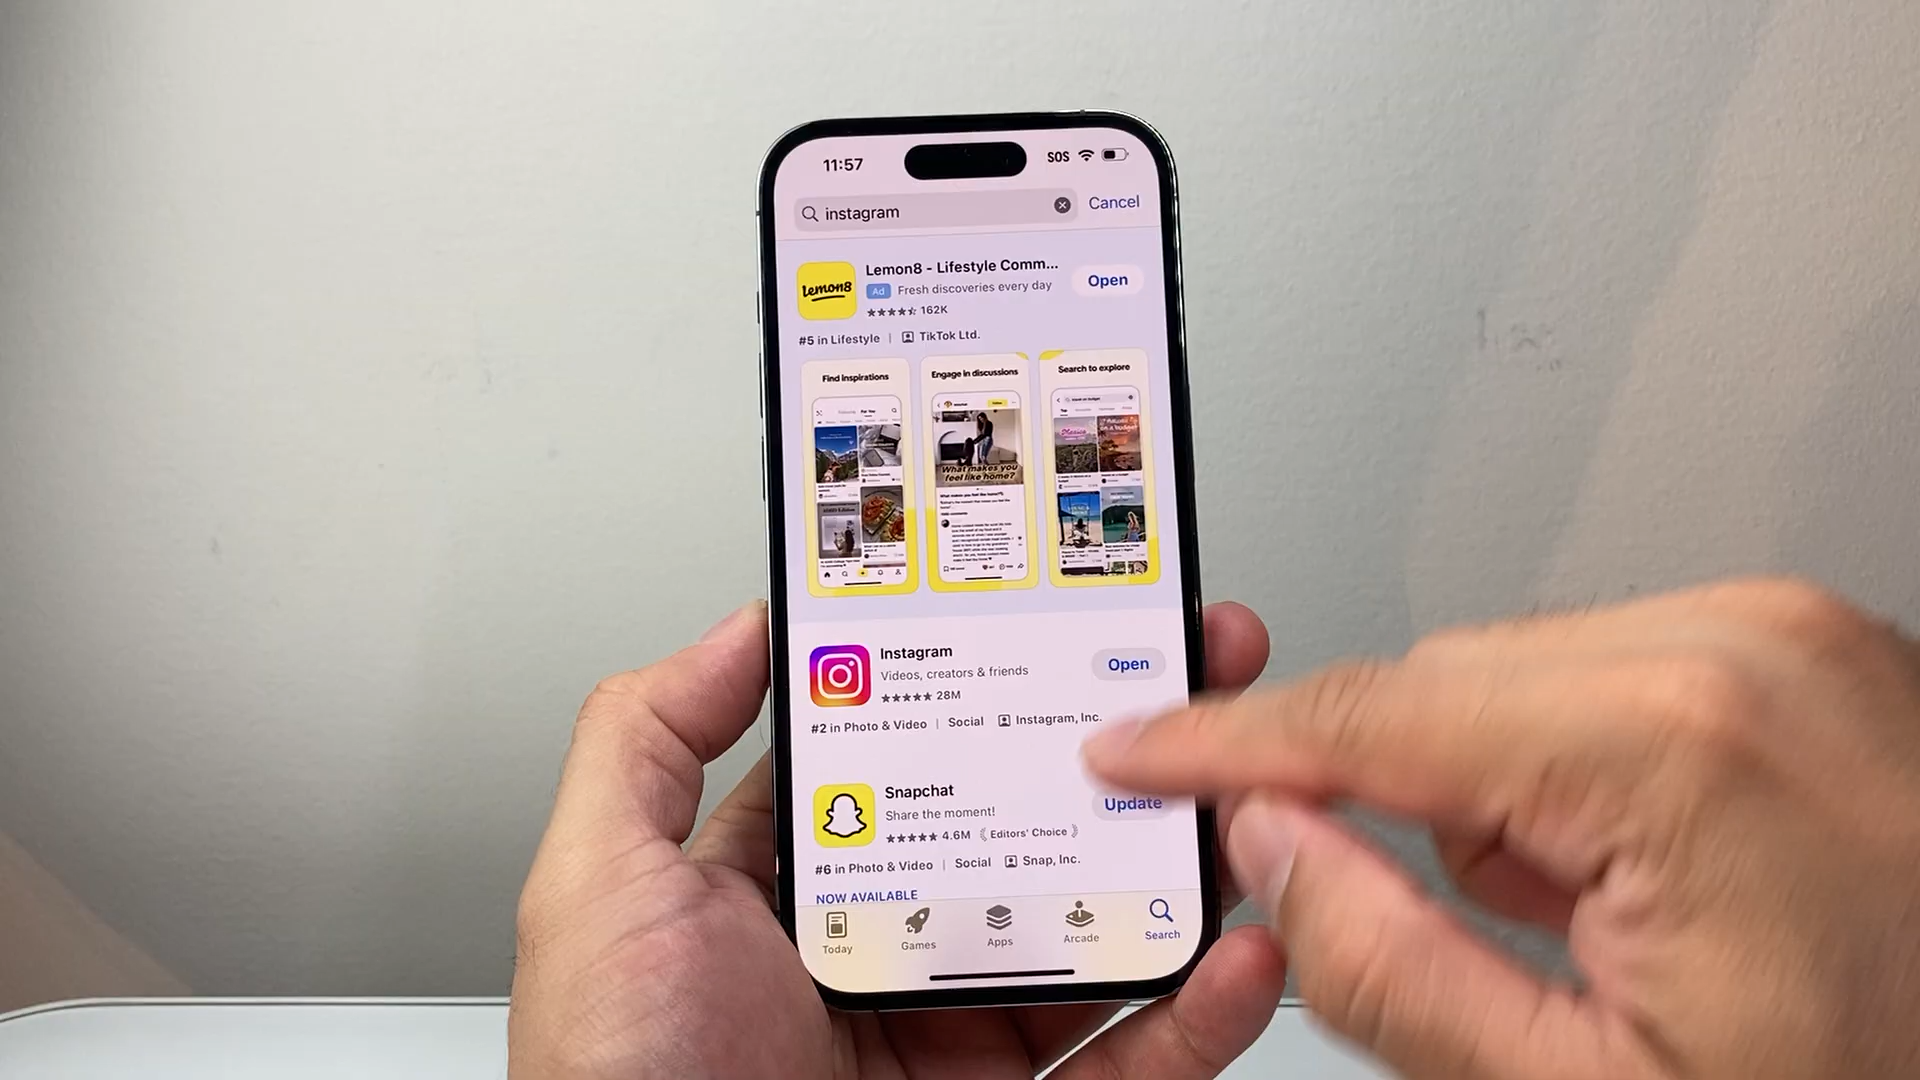 11:57
SOS
instagram
Cancel
Lemon8 - Lifestyle Comm...
Ad Fresh discoveries every day
Open
lemon8
162K
#5 in Lifestyle | TikTok Ltd.
Find inspirations
Engage in discussions
Search to explore
What makes you
feel like home?
Instagram
Videos, creators & friends
Open
28M
#2 in Photo & Video | Social Instagram, Inc.
Snapchat
Share the moment!
Update
4.6M Editors' Choice
#6 in Photo & Video | Social Snap, Inc.
NOW AVAILABLE
Today
Games
Apps
Arcade
Search